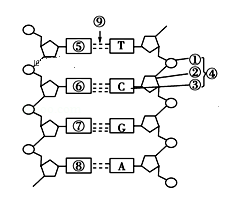 ⑨
⑤ T
①
② ④
⑥ C ③
⑦ G
⑧ A